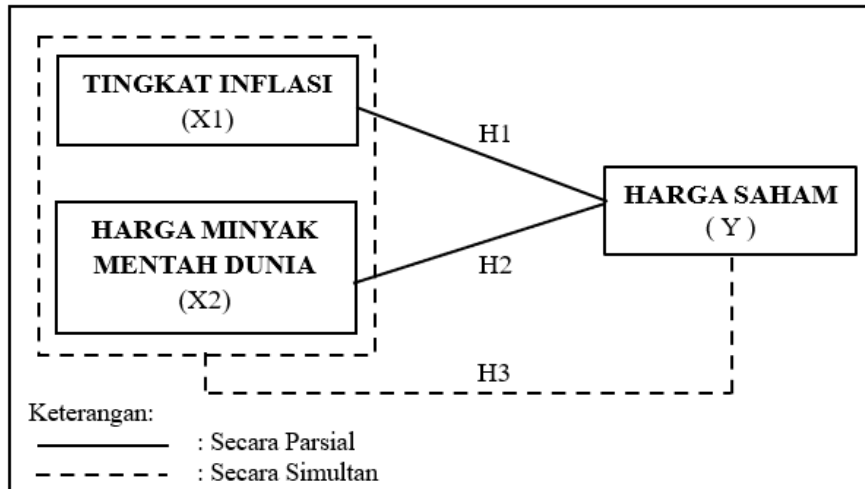 TINGKAT INFLASI
(X1)
H1
HARGA SAHAM
( Y )
HARGA MINYAK
MENTAH DUNIA
(X2)
H2
H3
Keterangan:
: Secara Parsial
: Secara Simultan